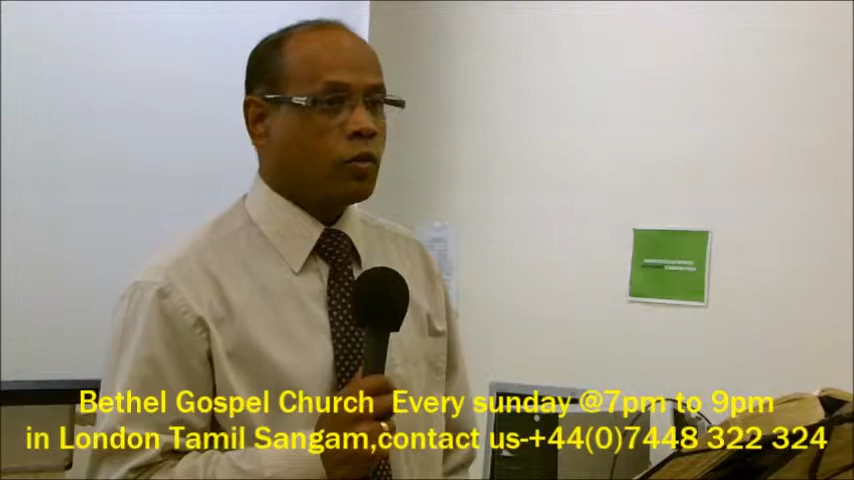 Bethel Gospel Church  Every sunday @7pm to 9pm
in London Tamil Sangam,contact us-+44(0)7448 322 324